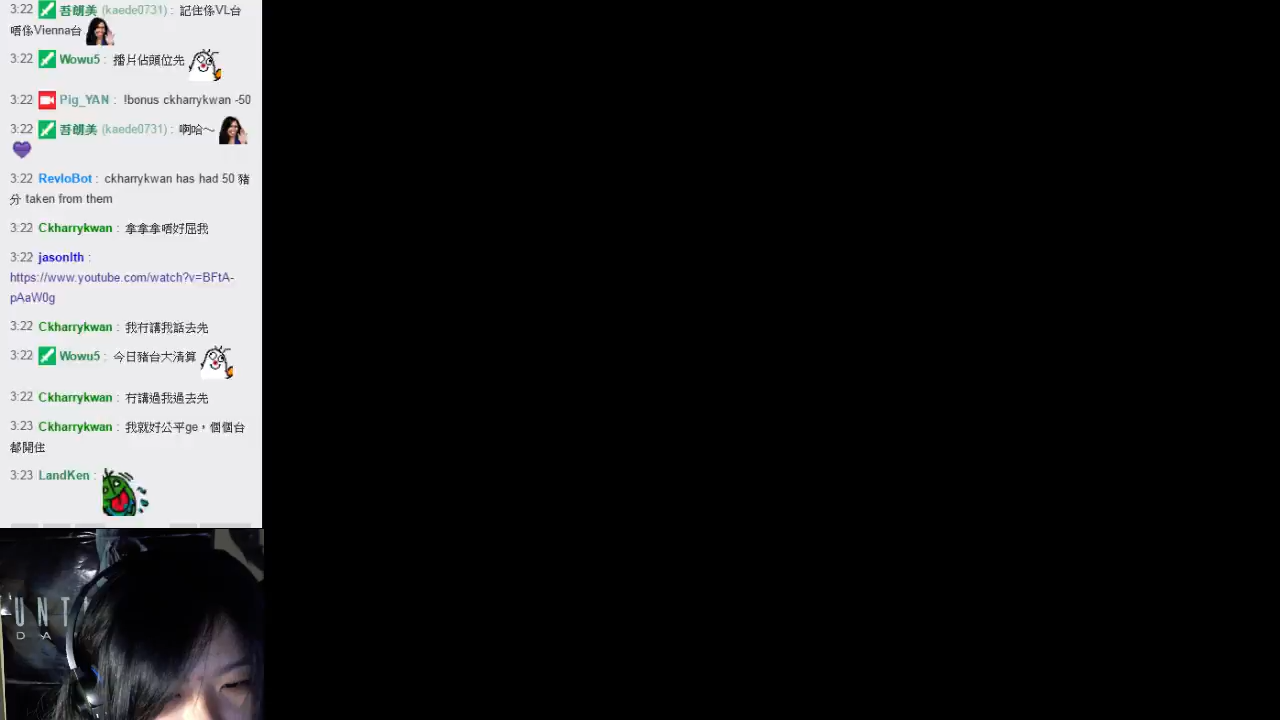 3:22 吾朗美 (kaede0731) : 記住係VL台
唔係Vienna台
3:22 Wowu5 : 播片佔頭位先
3:22 Pig_YAN : !bonus ckharrykwan -50
3:22 吾朗美 (kaede0731) : 啊哈～
3:22 RevloBot : ckharrykwan has had 50 豬
分 taken from them
3:22 Ckharrykwan : 拿拿拿唔好屈我
3:22 jasonlth :
https://www.youtube.com/watch?v=BFtA-
pAaW0g
3:22 Ckharrykwan : 我冇講我話去先
3:22 Wowu5 : 今日豬台大清算
3:22 Ckharrykwan : 冇講過我過去先
3:23 Ckharrykwan : 我就好公平ge，個個台
都開住
3:23 LandKen :
UNT
DA